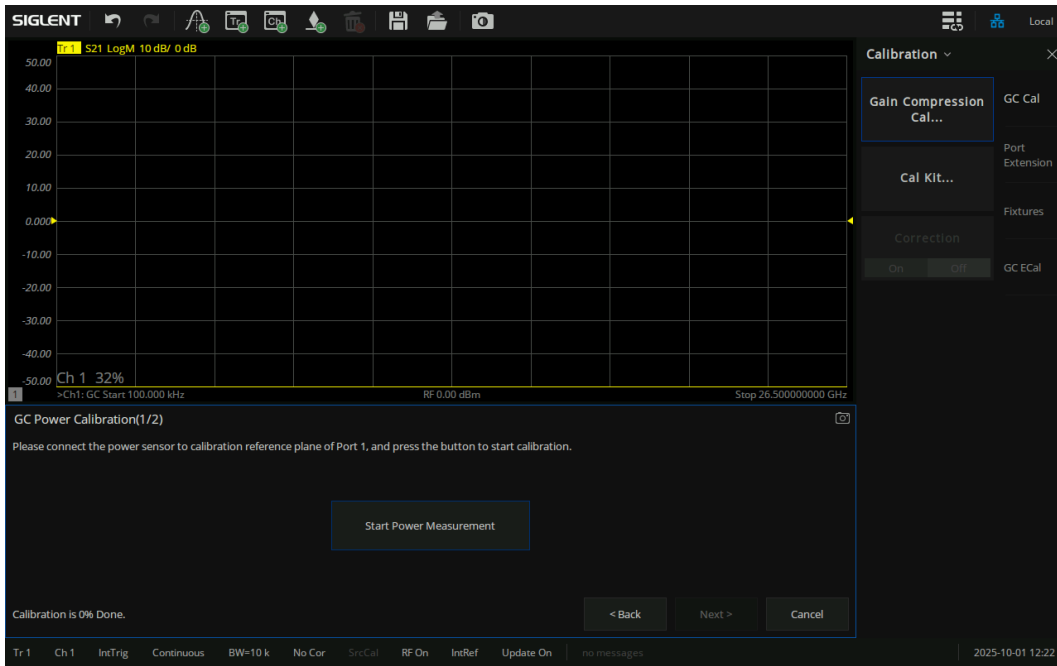 SIGLENT Tr Ch Local
Tr 1 S21 LogM 10 dB/ 0 dB
50.00
40.00
30.00
20.00
10.00
0.000
-10.00
-20.00
-30.00
-40.00
-50.00
Ch 1 32%
1 >Ch1: GC Start 100.000 kHz RF 0.00 dBm Stop 26.500000000 GHz
Calibration
Gain Compression
Cal...
Cal Kit...
Correction
On Off
GC Cal
Port
Extension
Fixtures
GC ECal
GC Power Calibration(1/2)
Please connect the power sensor to calibration reference plane of Port 1, and press the button to start calibration.
Start Power Measurement
Calibration is 0% Done. < Back Next > Cancel
Tr 1 Ch 1 IntTrig Continuous BW=10 k No Cor SrcCal RF On IntRef Update On no messages 2025-10-01 12:22